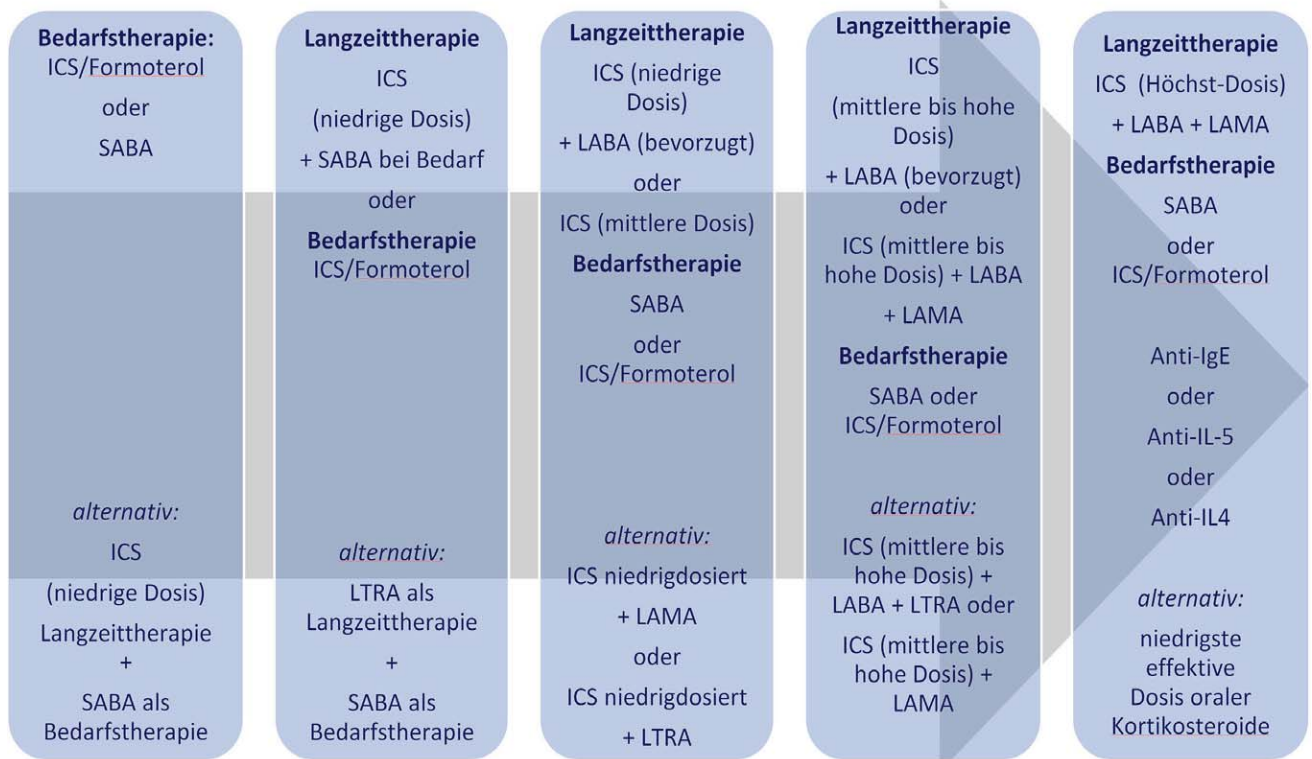 Bedarfstherapie:
ICS/Formoterol
oder
SABA
alternativ:
ICS
(niedrige Dosis)
Langzeittherapie
+
SABA als
Bedarfstherapie
Langzeittherapie
ICS
(niedrige Dosis)
+ SABA bei Bedarf
oder
Bedarfstherapie
ICS/Formoterol
alternativ:
LTRA als
Langzeittherapie
+
SABA als
Bedarfstherapie
Langzeittherapie
ICS (niedrige
Dosis)
+ LABA (bevorzugt)
oder
ICS (mittlere Dosis)
Bedarfstherapie
SABA
oder
ICS/Formoterol
alternativ:
ICS niedrigdosiert
+ LAMA
oder
ICS niedrigdosiert
+ LTRA
Langzeittherapie
ICS
(mittlere bis hohe
Dosis)
+ LABA (bevorzugt)
oder
ICS (mittlere bis
hohe Dosis) + LABA
+ LAMA
Bedarfstherapie
SABA oder
ICS/Formoterol
alternativ:
ICS (mittlere bis
hohe Dosis) +
LABA + LTRA oder
ICS (mittlere bis
hohe Dosis) +
LAMA
Langzeittherapie
ICS (Höchst-Dosis)
+ LABA + LAMA
Bedarfstherapie
SABA
oder
ICS/Formoterol
Anti-IgE
oder
Anti-IL-5
oder
Anti-IL4
alternativ:
niedrigste
effektive
Dosis oraler
Kortikosteroide